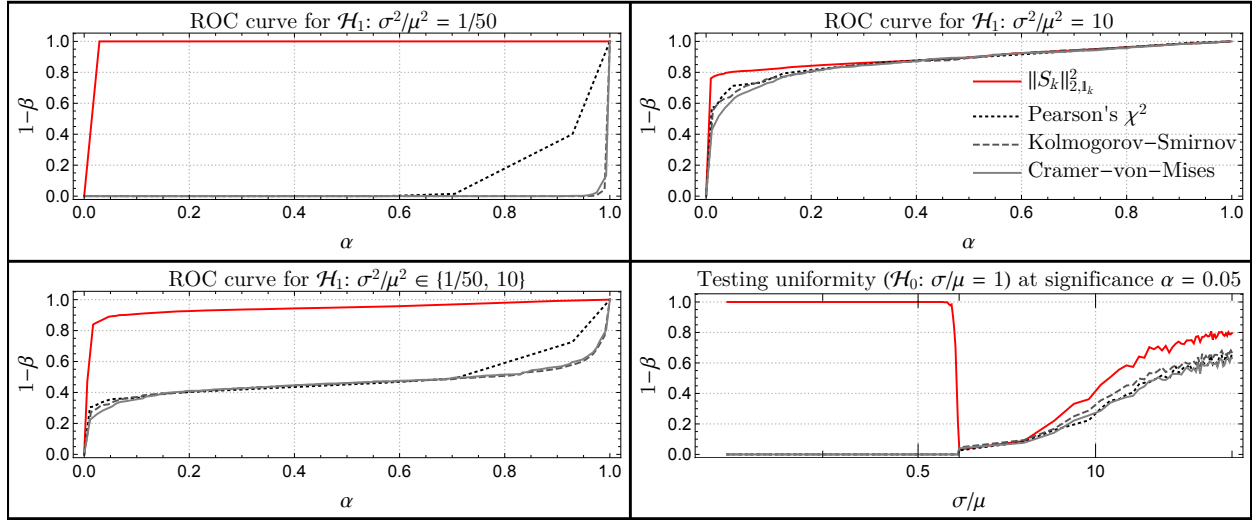 ROC curve for ℋ₁: σ²/μ² = 1/50
1−β
1.0
0.8
0.6
0.4
0.2
0.0
0.0 0.2 0.4 0.6 0.8 1.0
α
ROC curve for ℋ₁: σ²/μ² = 10
1−β
1.0
0.8
0.6
0.4
0.2
0.0
‖S_k‖²_{2,𝟙_k}
Pearson's χ²
Kolmogorov−Smirnov
Cramer−von−Mises
0.0 0.2 0.4 0.6 0.8 1.0
α
ROC curve for ℋ₁: σ²/μ² ∈ {1/50, 10}
1−β
1.0
0.8
0.6
0.4
0.2
0.0
0.0 0.2 0.4 0.6 0.8 1.0
α
Testing uniformity (ℋ₀: σ/μ = 1) at significance α = 0.05
1−β
1.0
0.8
0.6
0.4
0.2
0.0
0.5 10
σ/μ